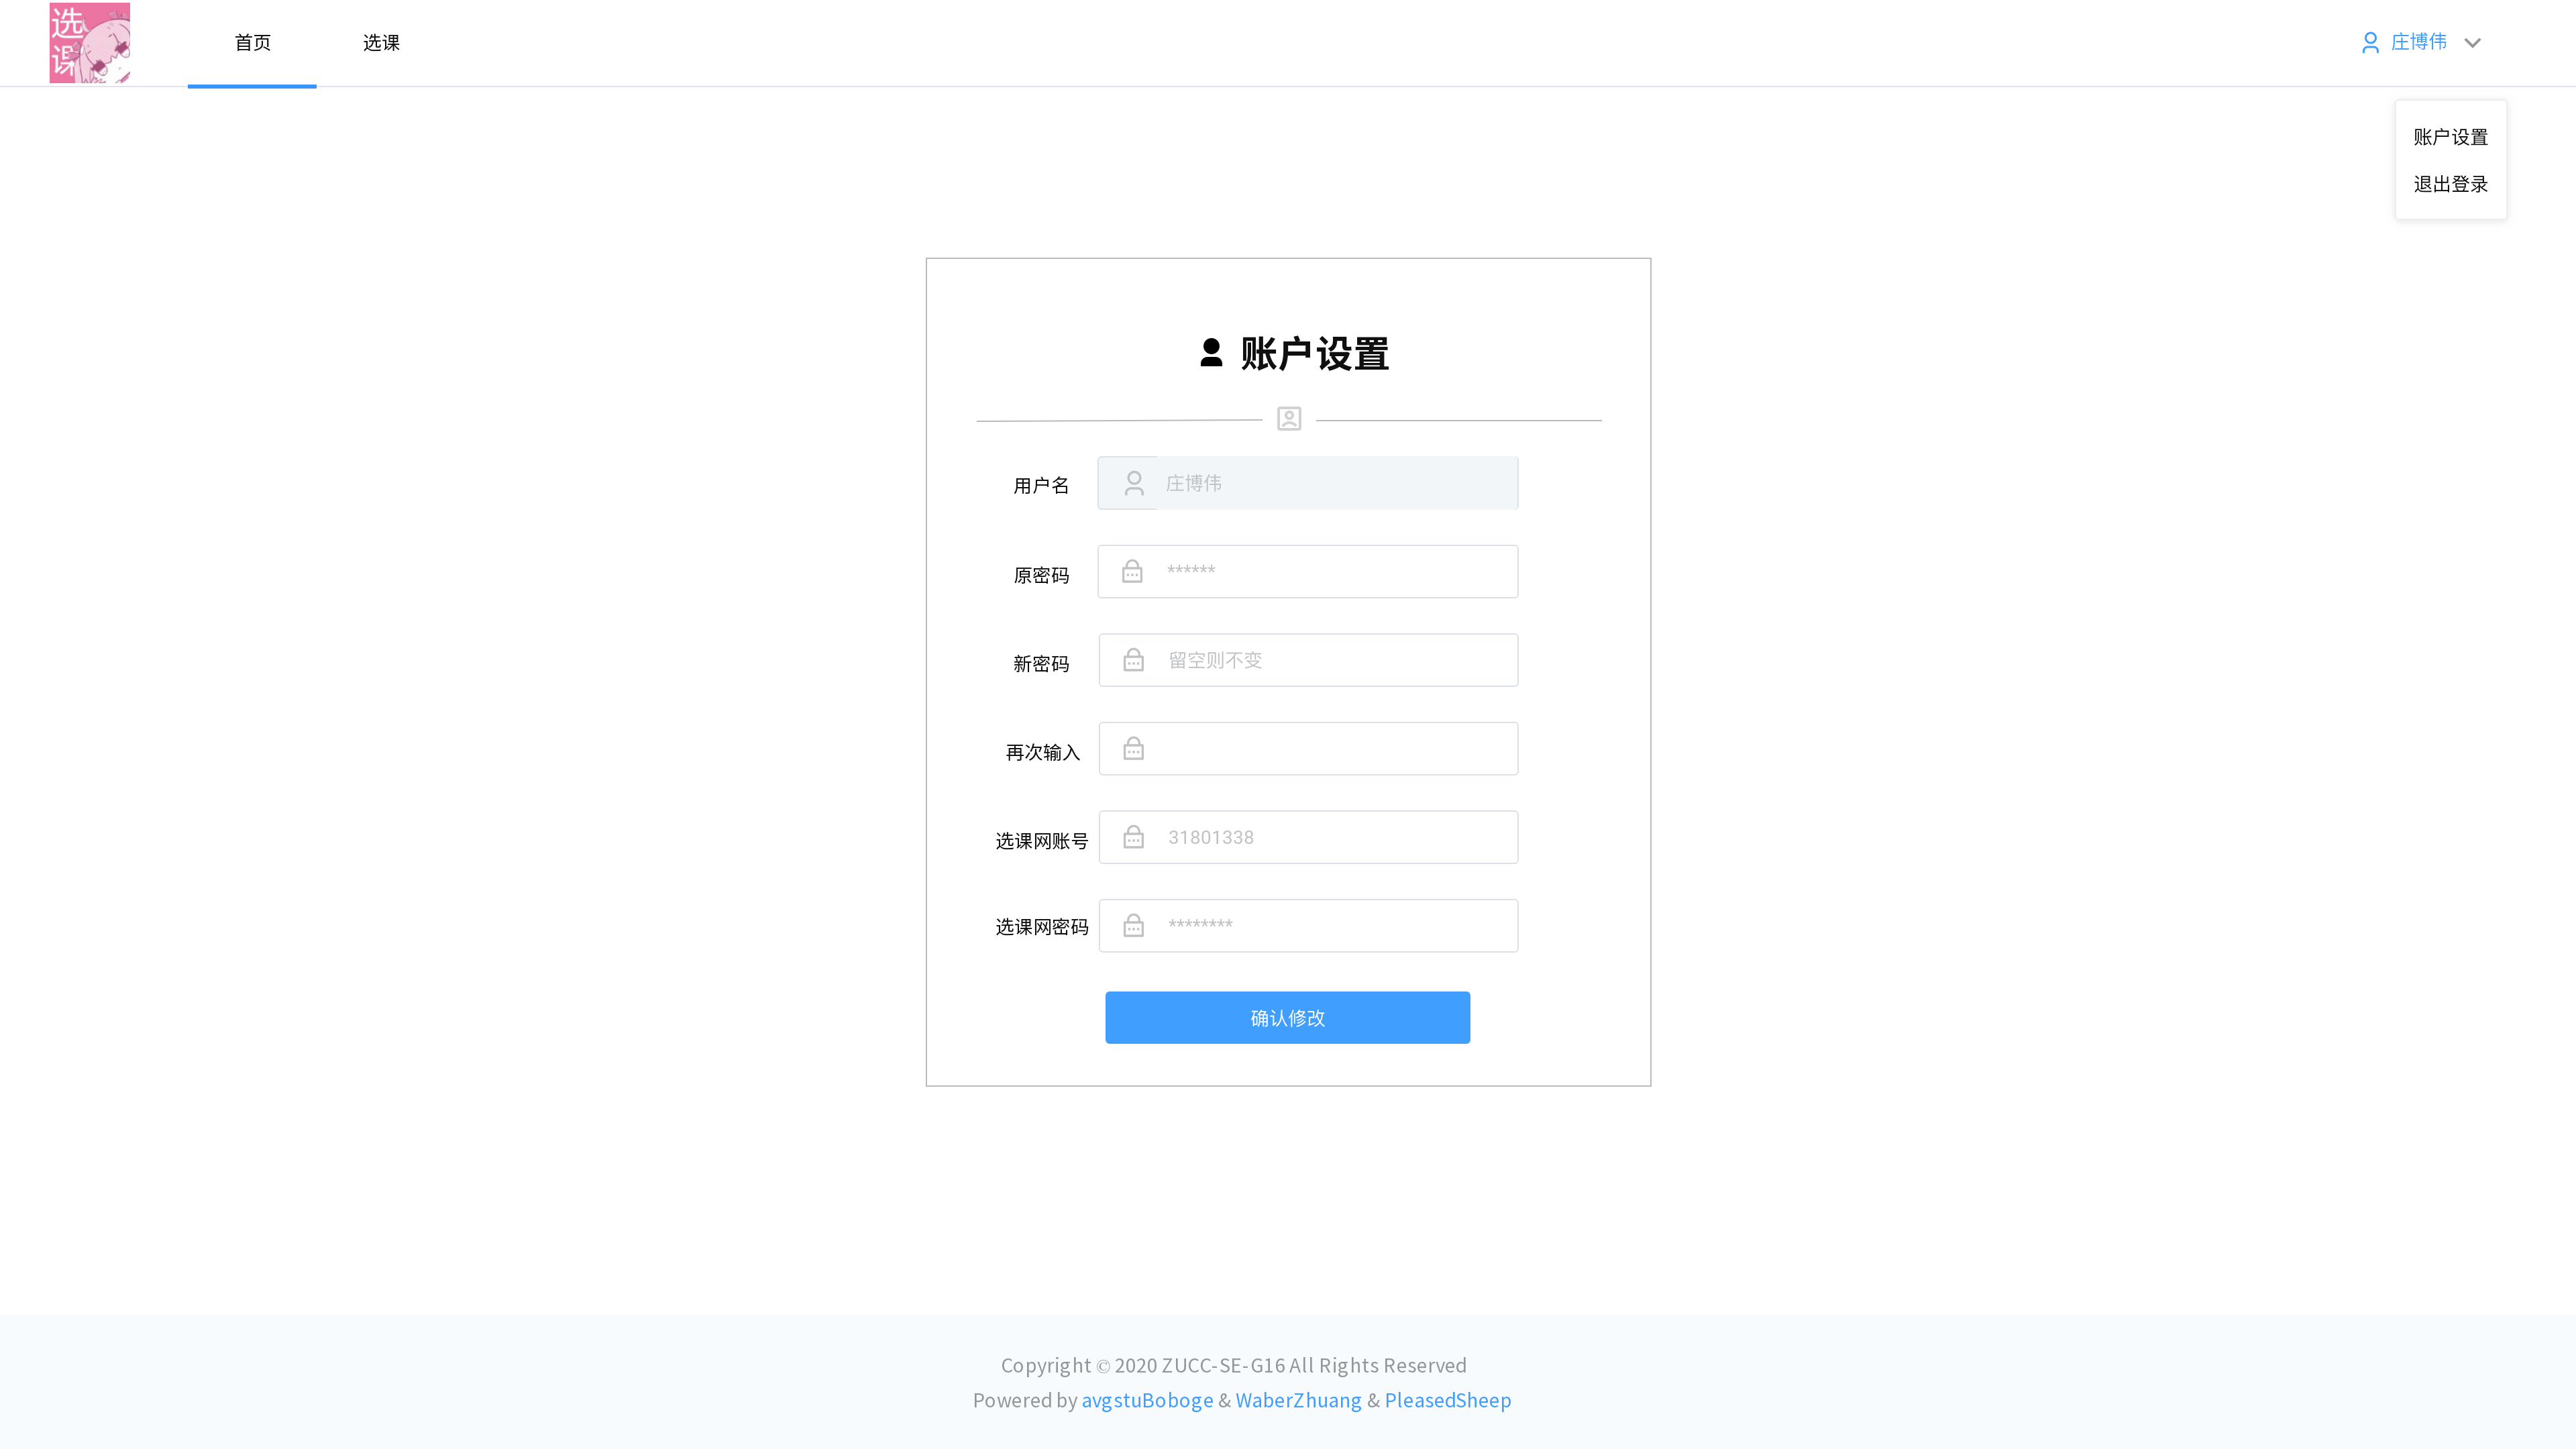 选
课
首页
选课
庄博伟
账户设置
退出登录
账户设置
用户名
庄博伟
原密码
******
新密码
留空则不变
再次输入
选课网账号
31801338
选课网密码
********
确认修改
Copyright © 2020 ZUCC-SE-G16 All Rights Reserved
Powered by avgstuBoboge & WaberZhuang & PleasedSheep